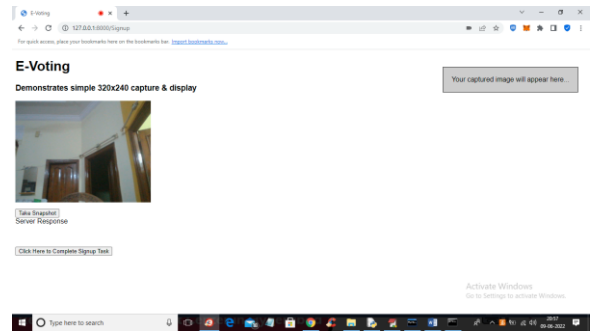 E-Voting
127.0.0.1:8000/Signup
For quick access, place your bookmarks here on the bookmarks bar. Import bookmarks now...
E-Voting
Your captured image will appear here...
Demonstrates simple 320x240 capture & display
Take Snapshot
Server Response
Click Here to Complete Signup Task
Activate Windows
Go to Settings to activate Windows.
Type here to search
20:57
09-06-2022